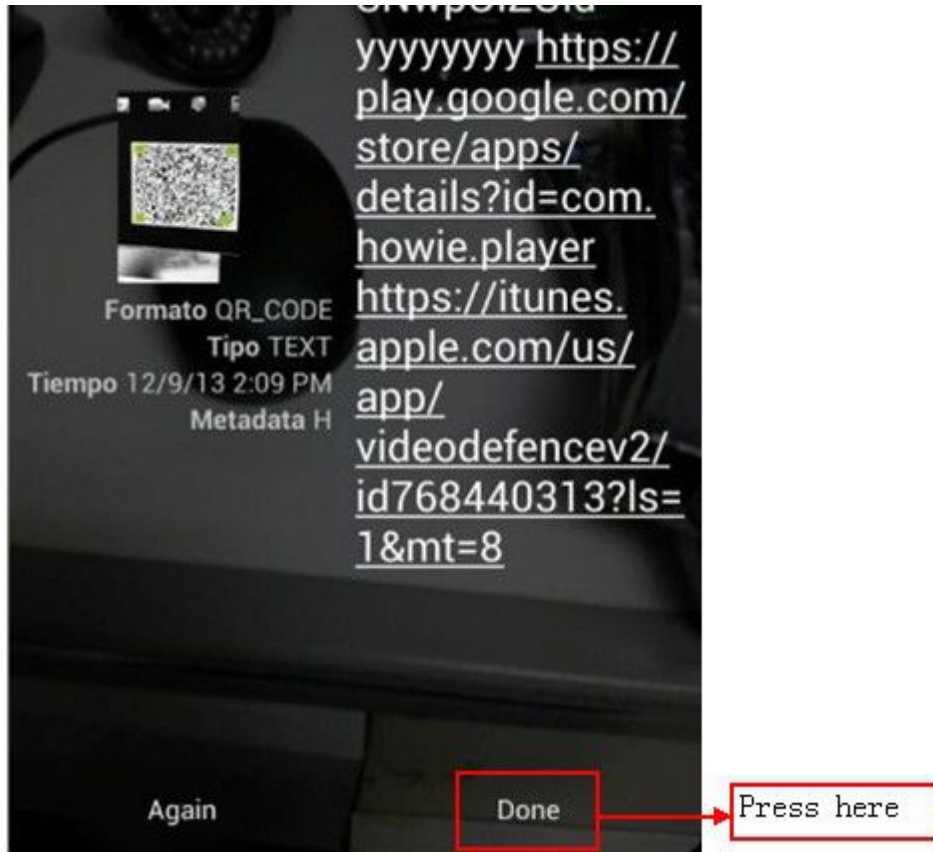 Formato QR_CODE
Tipo TEXT
Tiempo 12/9/13 2:09 PM
Metadata H
yyyyyyyy https://
play.google.com/
store/apps/
details?id=com.
howie.player
https://itunes.
apple.com/us/
app/
videodefencev2/
id768440313?ls=
1&mt=8
Again
Done
Press here